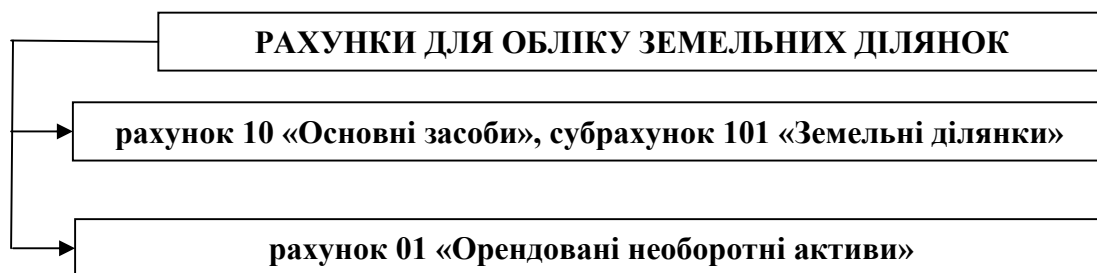 РАХУНКИ ДЛЯ ОБЛІКУ ЗЕМЕЛЬНИХ ДІЛЯНОК
рахунок 10 «Основні засоби», субрахунок 101 «Земельні ділянки»
рахунок 01 «Орендовані необоротні активи»